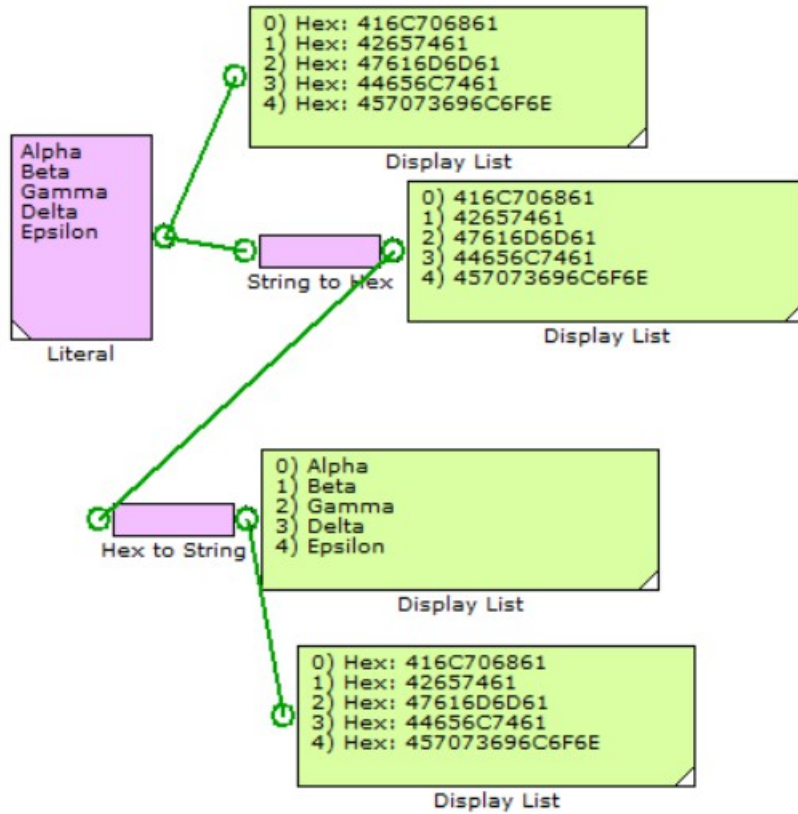 0) Hex: 416C706861
1) Hex: 42657461
2) Hex: 47616D6D61
3) Hex: 44656C7461
4) Hex: 457073696C6F6E
Display List
Alpha
Beta
Gamma
Delta
Epsilon
Literal
String to Hex
0) 416C706861
1) 42657461
2) 47616D6D61
3) 44656C7461
4) 457073696C6F6E
Display List
Hex to String
0) Alpha
1) Beta
2) Gamma
3) Delta
4) Epsilon
Display List
0) Hex: 416C706861
1) Hex: 42657461
2) Hex: 47616D6D61
3) Hex: 44656C7461
4) Hex: 457073696C6F6E
Display List